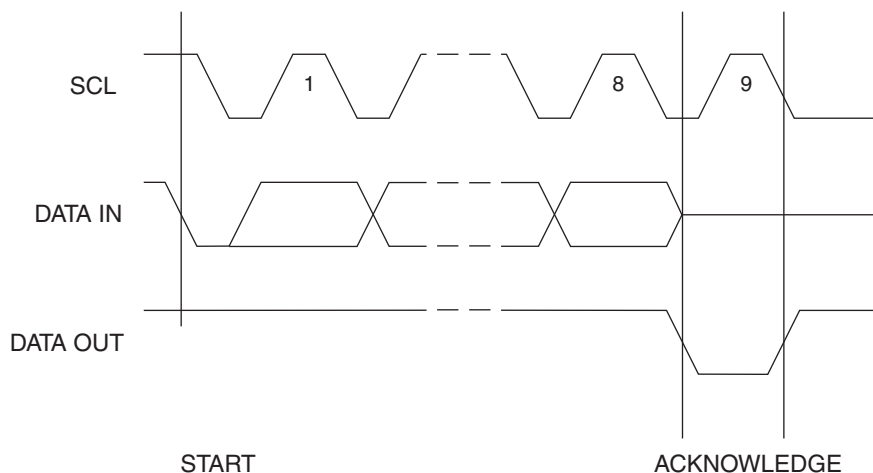 SCL
1
8
9
DATA IN
DATA OUT
START
ACKNOWLEDGE